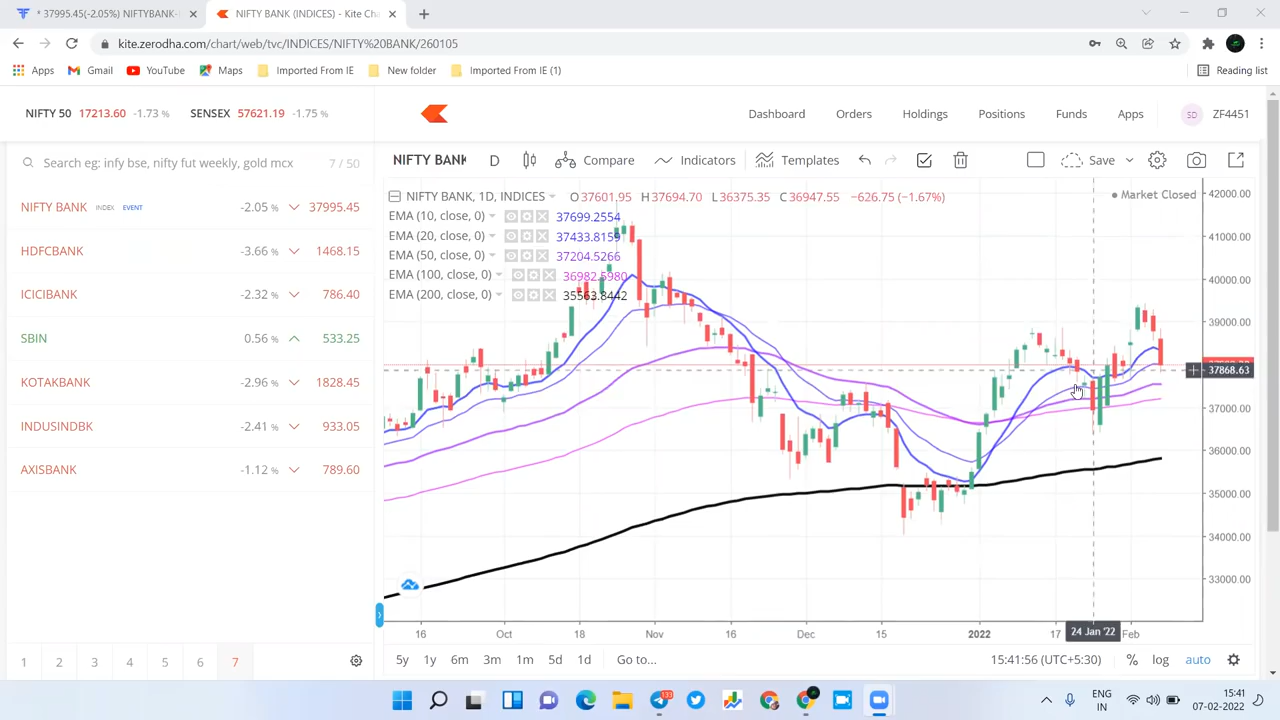 * 37995.45(-2.05%) NIFTYBANK-
NIFTY BANK (INDICES) - Kite Cha
kite.zerodha.com/chart/web/tvc/INDICES/NIFTY%20BANK/260105
Apps
Gmail
YouTube
Maps
Imported From IE
New folder
Imported From IE (1)
Reading list
NIFTY 50 17213.60 -1.73 %
SENSEX 57621.19 -1.75 %
Dashboard
Orders
Holdings
Positions
Funds
Apps
SD
ZF4451
Search eg: infy bse, nifty fut weekly, gold mcx
7 / 50
NIFTY BANK INDEX EVENT -2.05 % 37995.45
HDFCBANK -3.66 % 1468.15
ICICIBANK -2.32 % 786.40
SBIN 0.56 % 533.25
KOTAKBANK -2.96 % 1828.45
INDUSINDBK -2.41 % 933.05
AXISBANK -1.12 % 789.60
1 2 3 4 5 6 7
NIFTY BANK
D
Compare
Indicators
Templates
Save
NIFTY BANK, 1D, INDICES O37601.95 H37694.70 L36375.35 C36947.55 −626.75 (−1.67%)
Market Closed
EMA (10, close, 0) 37699.2554
EMA (20, close, 0) 37433.8159
EMA (50, close, 0) 37204.5266
EMA (100, close, 0) 36982.5980
EMA (200, close, 0) 35563.8442
42000.00
41000.00
40000.00
39000.00
37868.63
37000.00
36000.00
35000.00
34000.00
33000.00
16 Oct 18 Nov 16 Dec 15 2022 17 24 Jan '22 Feb
5y 1y 6m 3m 1m 5d 1d Go to...
15:41:56 (UTC+5:30) % log auto
133
ENG
IN
15:41
07-02-2022